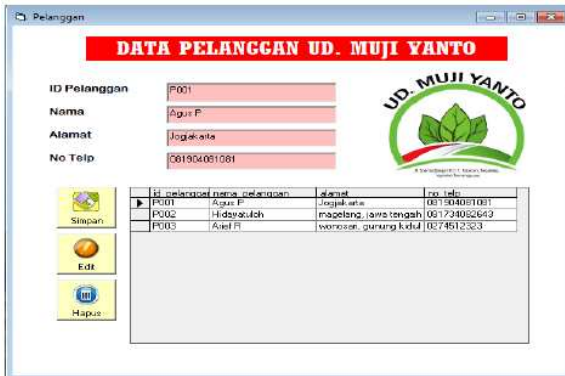 Pelanggan
DATA PELANGGAN UD. MUJI YANTO
ID Pelanggan P001
Nama Agus P
Alamat Jogjakarta
No Telp 081904081081
UD. MUJI YANTO
Simpan
Edit
Hapus
id_pelanggan nama_pelanggan alamat no_telp
P001 Agus P Jogjakarta 081904081081
P002 Hidayatulah magelang, jawa tengah 081734082643
P003 Arief R wonosari, gunung kidul 0274512323